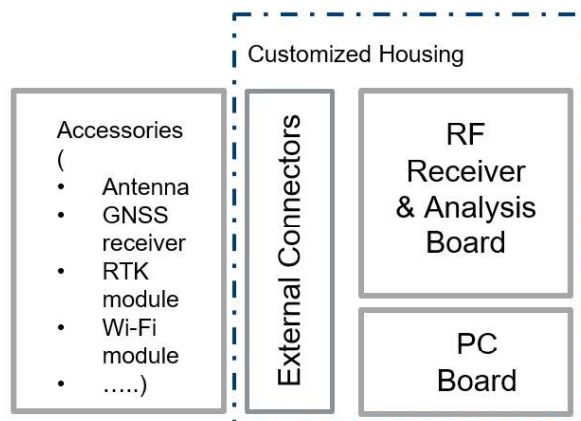 Customized Housing
Accessories
(
• Antenna
• GNSS
receiver
• RTK
module
• Wi-Fi
module
• …..)
External Connectors
RF
Receiver
& Analysis
Board
PC
Board